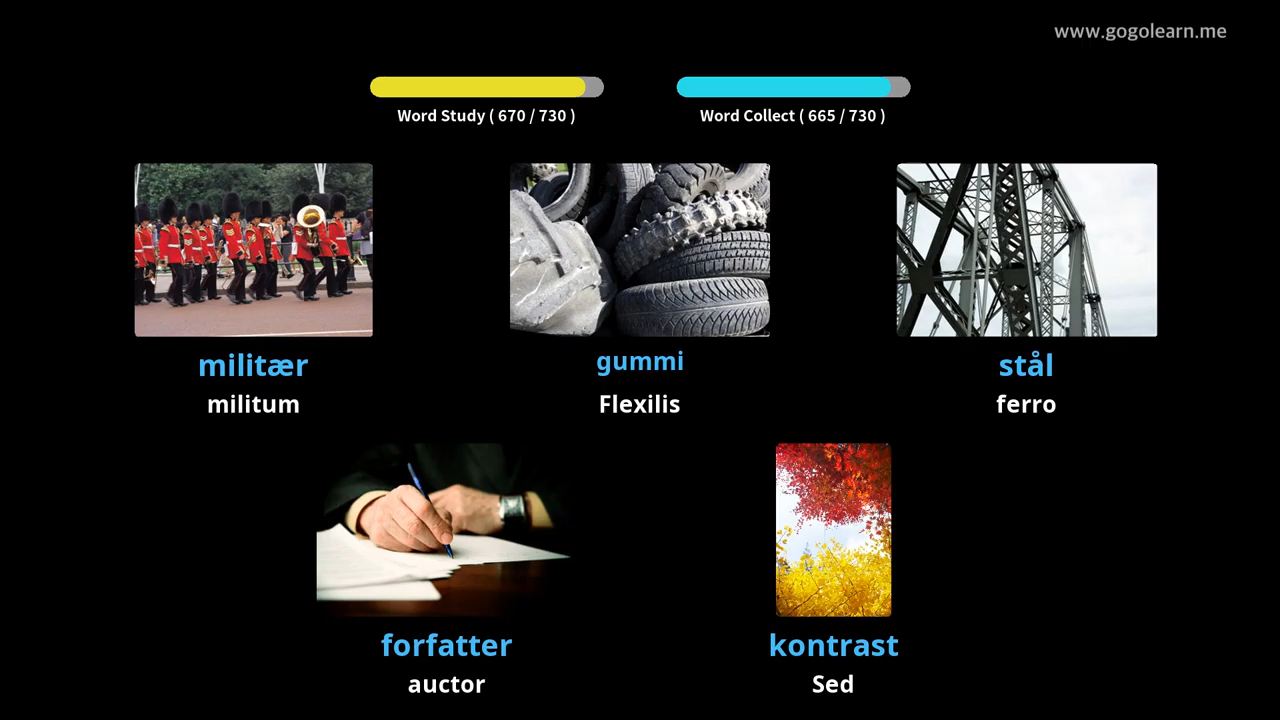 www.gogolearn.me
Word Study ( 670 / 730 )
Word Collect ( 665 / 730 )
militær
militum
gummi
Flexilis
stål
ferro
forfatter
auctor
kontrast
Sed